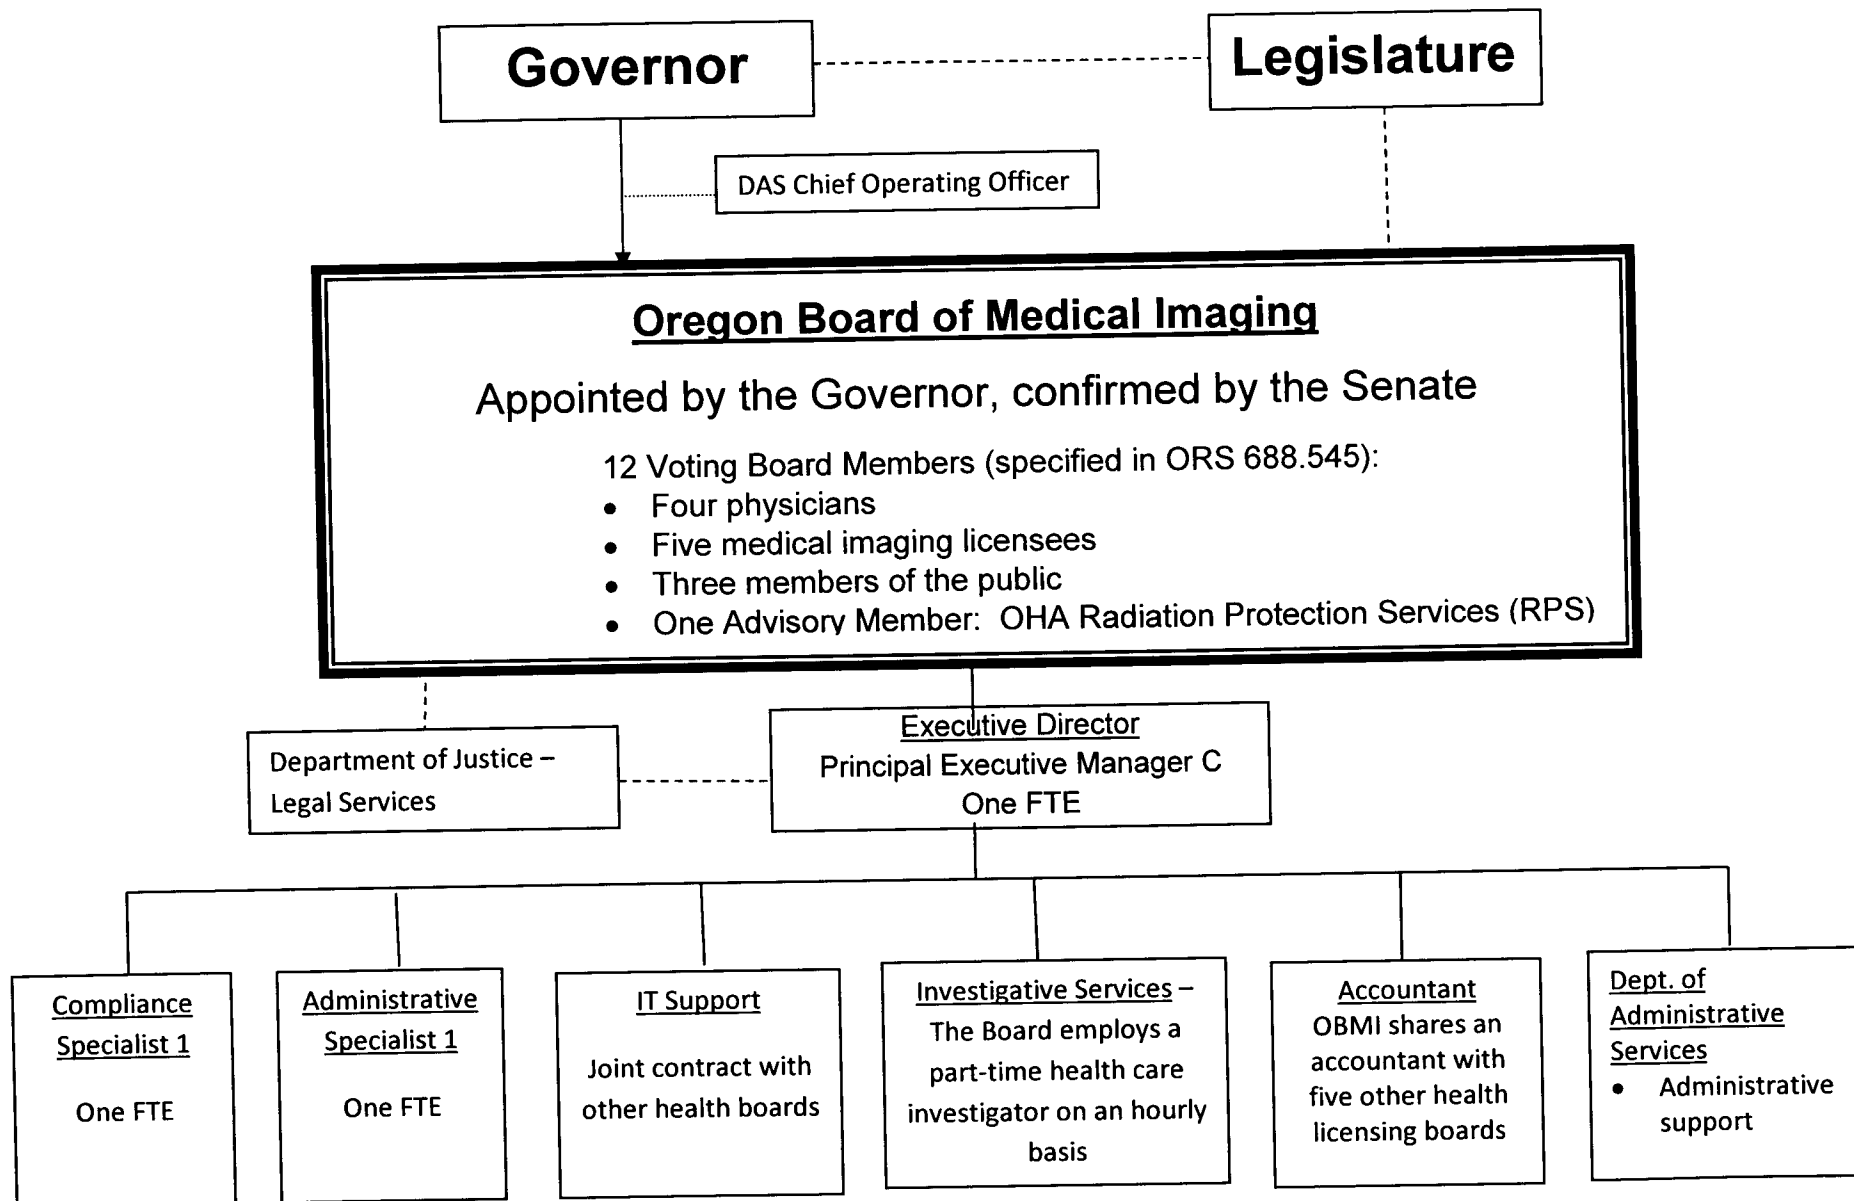 Governor
Legislature
DAS Chief Operating Officer
Oregon Board of Medical Imaging
Appointed by the Governor, confirmed by the Senate
12 Voting Board Members (specified in ORS 688.545):
• Four physicians
• Five medical imaging licensees
• Three members of the public
• One Advisory Member: OHA Radiation Protection Services (RPS)
Department of Justice –
Legal Services
Executive Director
Principal Executive Manager C
One FTE
Compliance
Specialist 1
One FTE
Administrative
Specialist 1
One FTE
IT Support
Joint contract with
other health boards
Investigative Services –
The Board employs a
part-time health care
investigator on an hourly
basis
Accountant
OBMI shares an
accountant with
five other health
licensing boards
Dept. of
Administrative
Services
• Administrative
support